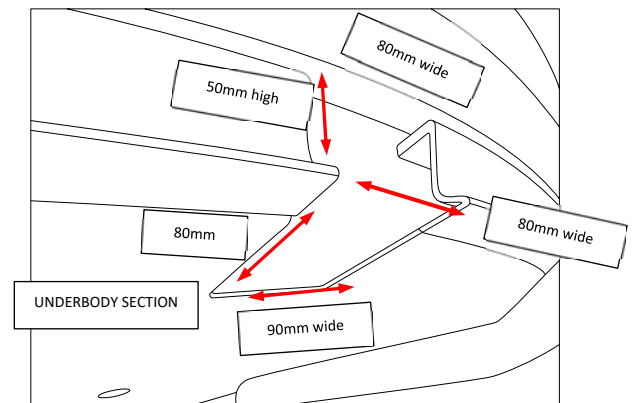 80mm wide
50mm high
80mm wide
80mm
UNDERBODY SECTION
90mm wide